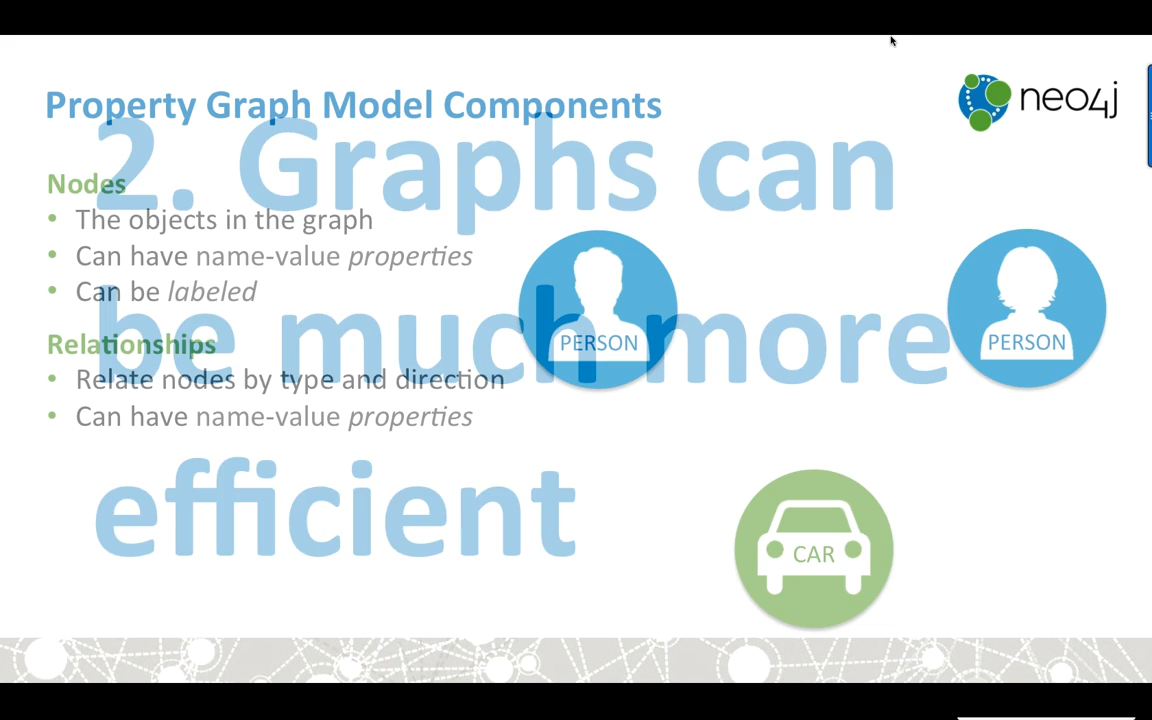 Property Graph Model Components
neo4j
2. Graphs can
be much more
efficient
Nodes
• The objects in the graph
• Can have name-value properties
• Can be labeled
Relationships
• Relate nodes by type and direction
• Can have name-value properties
PERSON
PERSON
CAR